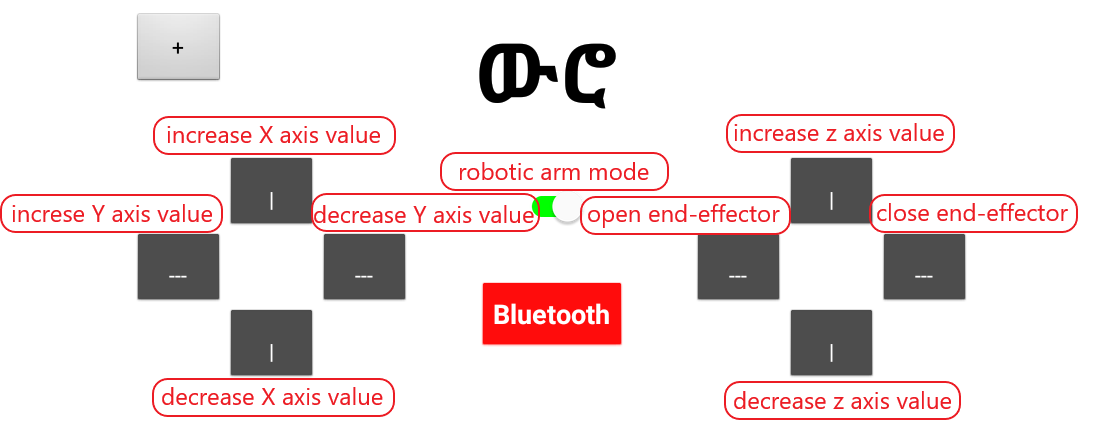 +
ውሮ
increase X axis value
increase z axis value
robotic arm mode
|
|
increse Y axis value
decrease Y axis value
open end-effector
close end-effector
---
---
---
---
Bluetooth
|
|
decrease X axis value
decrease z axis value